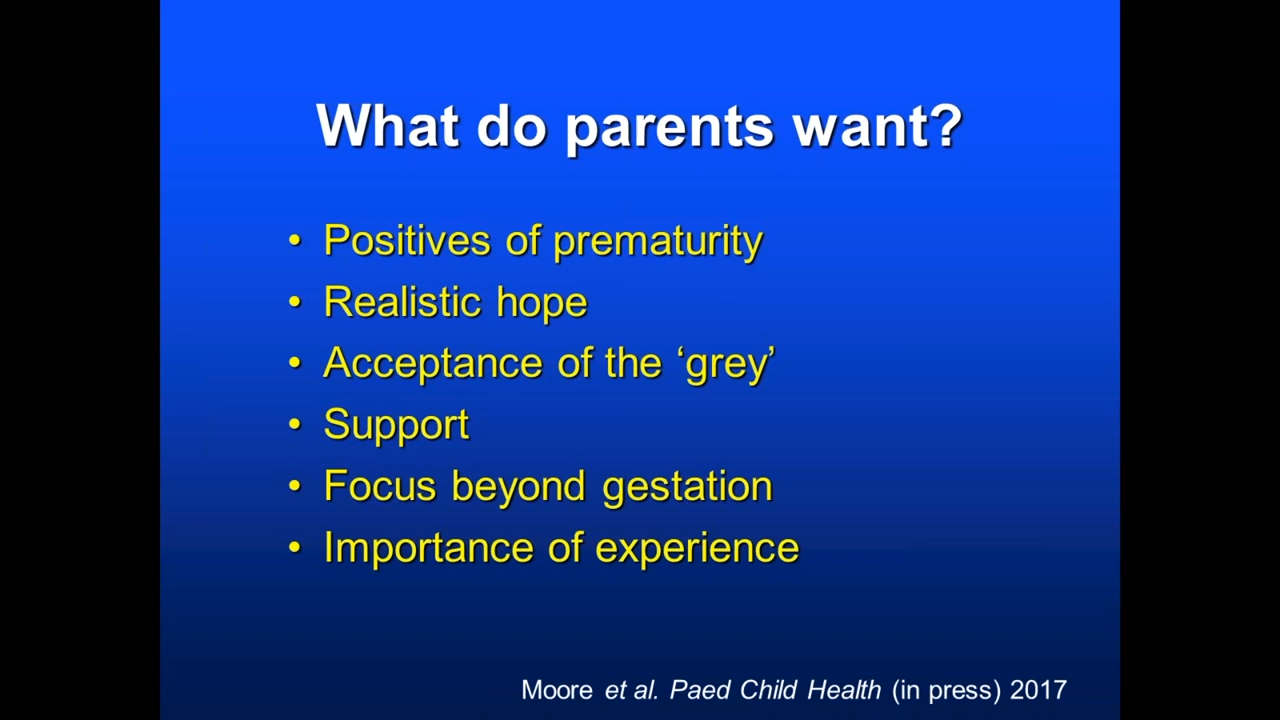 What do parents want?
• Positives of prematurity
• Realistic hope
• Acceptance of the ‘grey’
• Support
• Focus beyond gestation
• Importance of experience
Moore et al. Paed Child Health (in press) 2017